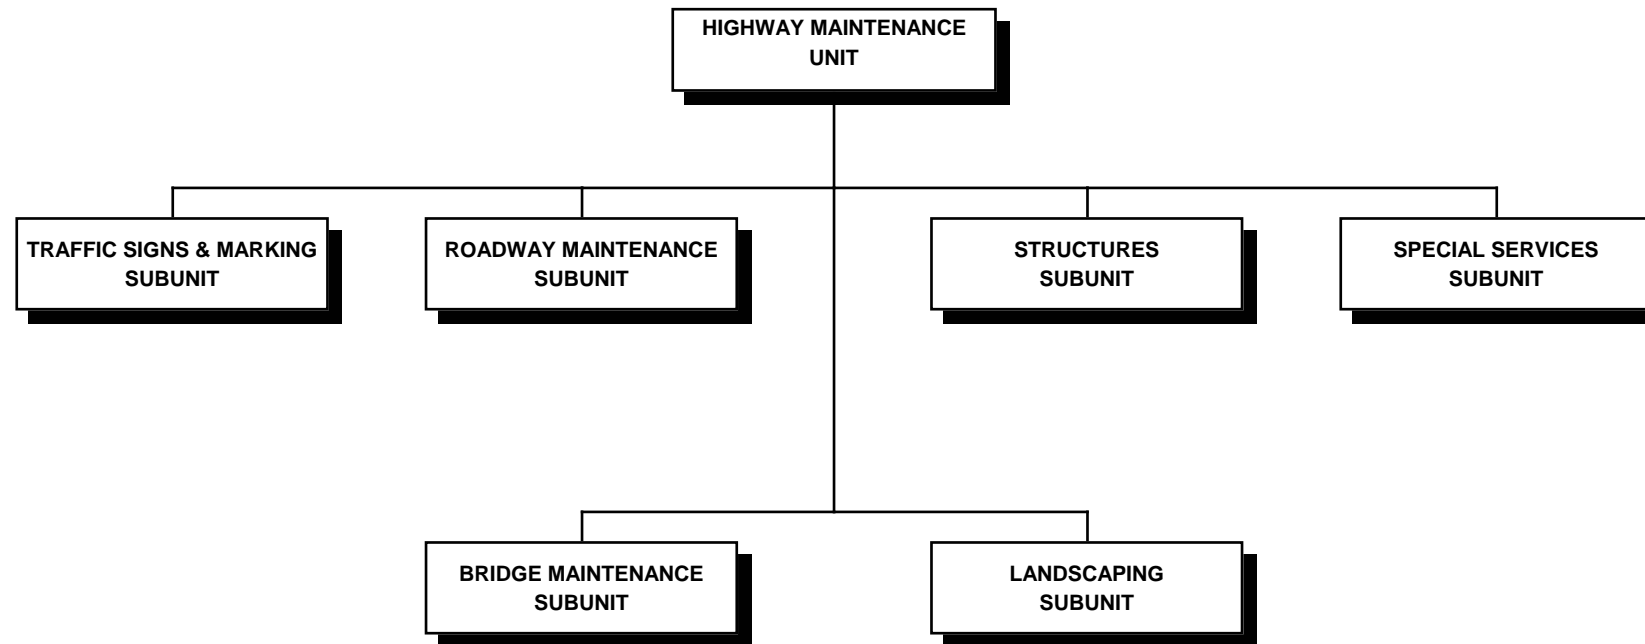 HIGHWAY MAINTENANCE
UNIT
TRAFFIC SIGNS & MARKING
SUBUNIT
ROADWAY MAINTENANCE
SUBUNIT
STRUCTURES
SUBUNIT
SPECIAL SERVICES
SUBUNIT
BRIDGE MAINTENANCE
SUBUNIT
LANDSCAPING
SUBUNIT